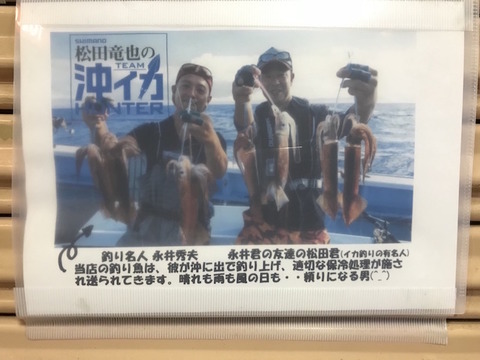 SHIMANO
松田竜也の
TEAM
沖イカ
HUNTER
釣り名人 永井秀夫 永井君の友達の松田君(イカ釣りの有名人)
当店の釣り魚は、彼が沖に出て釣り上げ、適切な保冷処理が施さ
れ送られてきます。晴れも雨も風の日も・・頼りになる男(^_^)